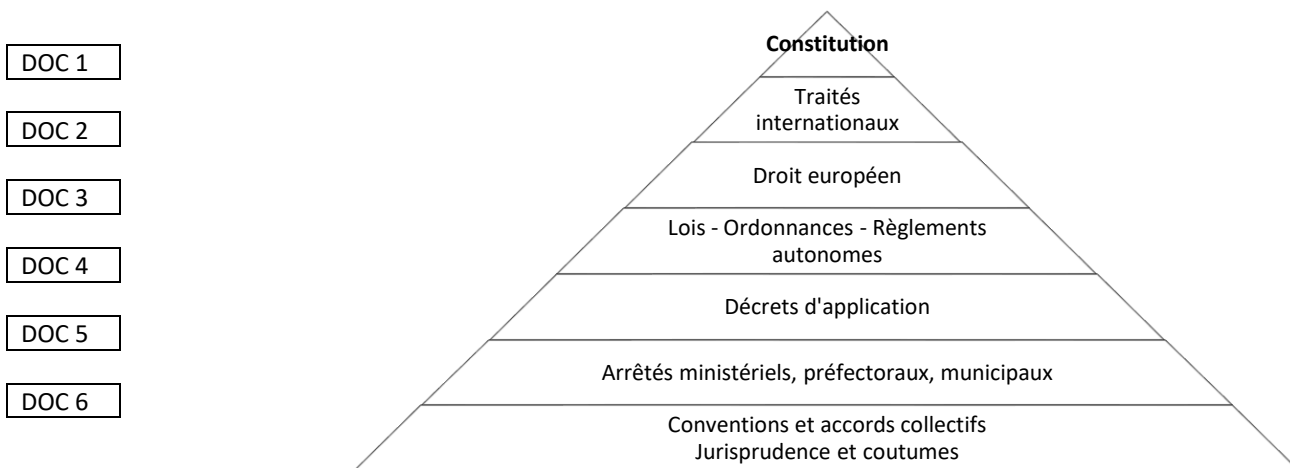 DOC 1
DOC 2
DOC 3
DOC 4
DOC 5
DOC 6
Constitution
Traités
internationaux
Droit européen
Lois - Ordonnances - Règlements
autonomes
Décrets d'application
Arrêtés ministériels, préfectoraux, municipaux
Conventions et accords collectifs
Jurisprudence et coutumes